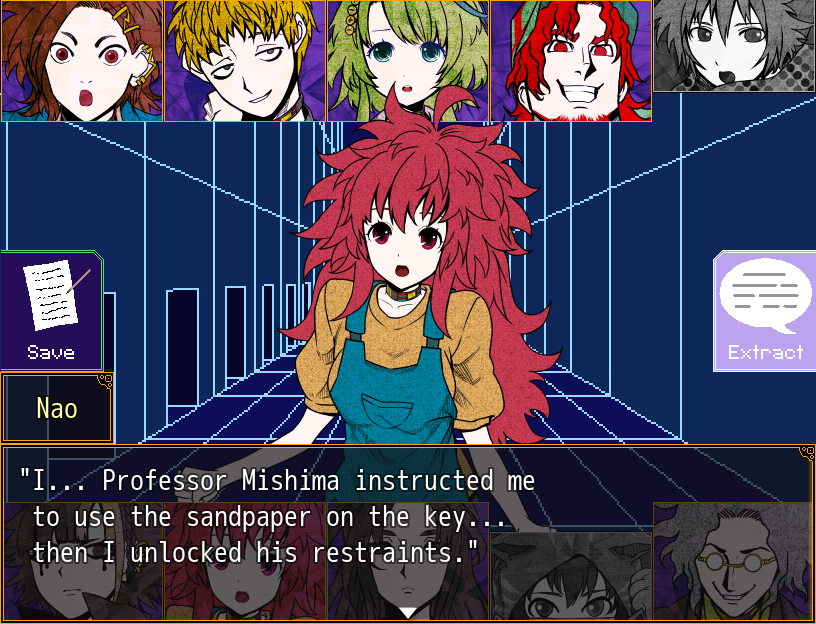 Save
Extract
Nao
"I... Professor Mishima instructed me
to use the sandpaper on the key...
then I unlocked his restraints."